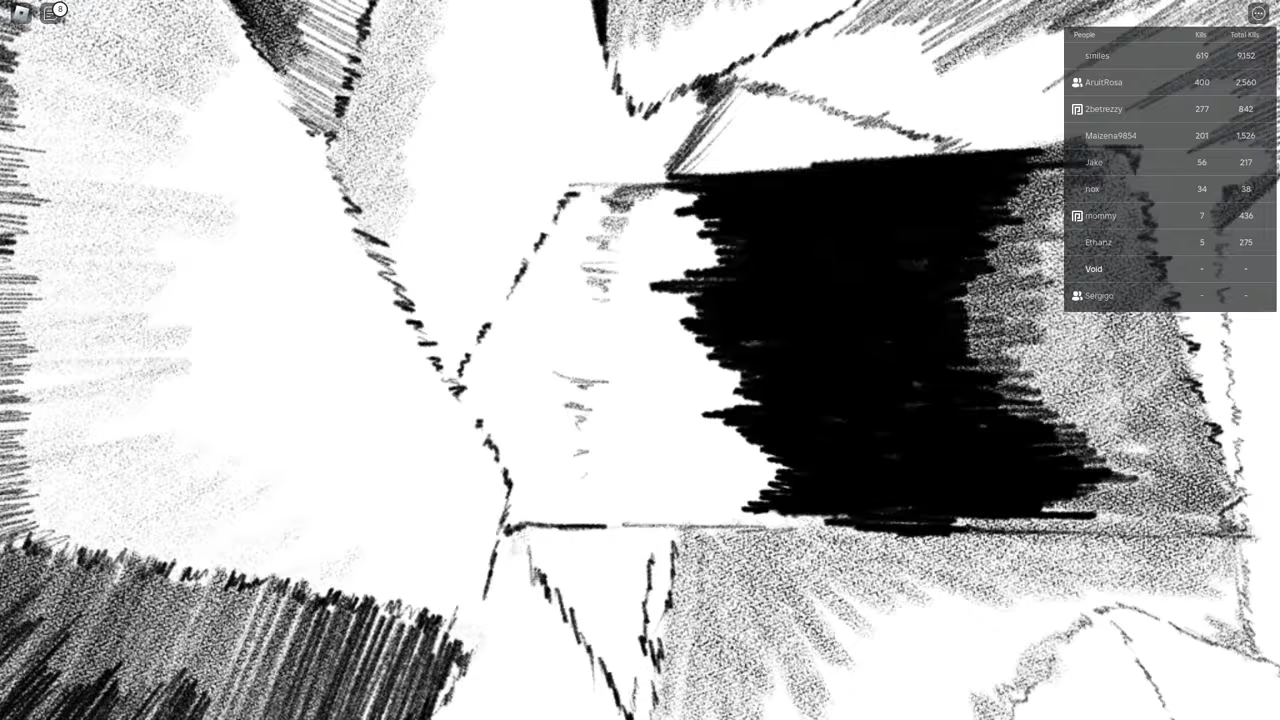 8
People Kills Total Kills
smiles 619 9,152
AruitRosa 400 2,560
2betrezzy 277 842
Maizena9854 201 1,526
Jake 56 217
nox 34 38
mommy 7 436
Ethanz 5 275
Void - -
Sergigo - -